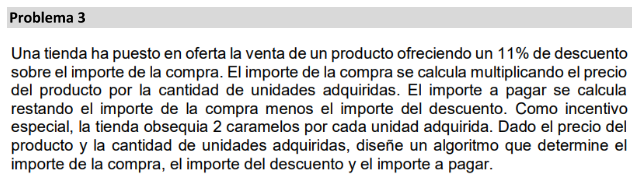 Problema 3
Una tienda ha puesto en oferta la venta de un producto ofreciendo un 11% de descuento
sobre el importe de la compra. El importe de la compra se calcula multiplicando el precio
del producto por la cantidad de unidades adquiridas. El importe a pagar se calcula
restando el importe de la compra menos el importe del descuento. Como incentivo
especial, la tienda obsequia 2 caramelos por cada unidad adquirida. Dado el precio del
producto y la cantidad de unidades adquiridas, diseñe un algoritmo que determine el
importe de la compra, el importe del descuento y el importe a pagar.